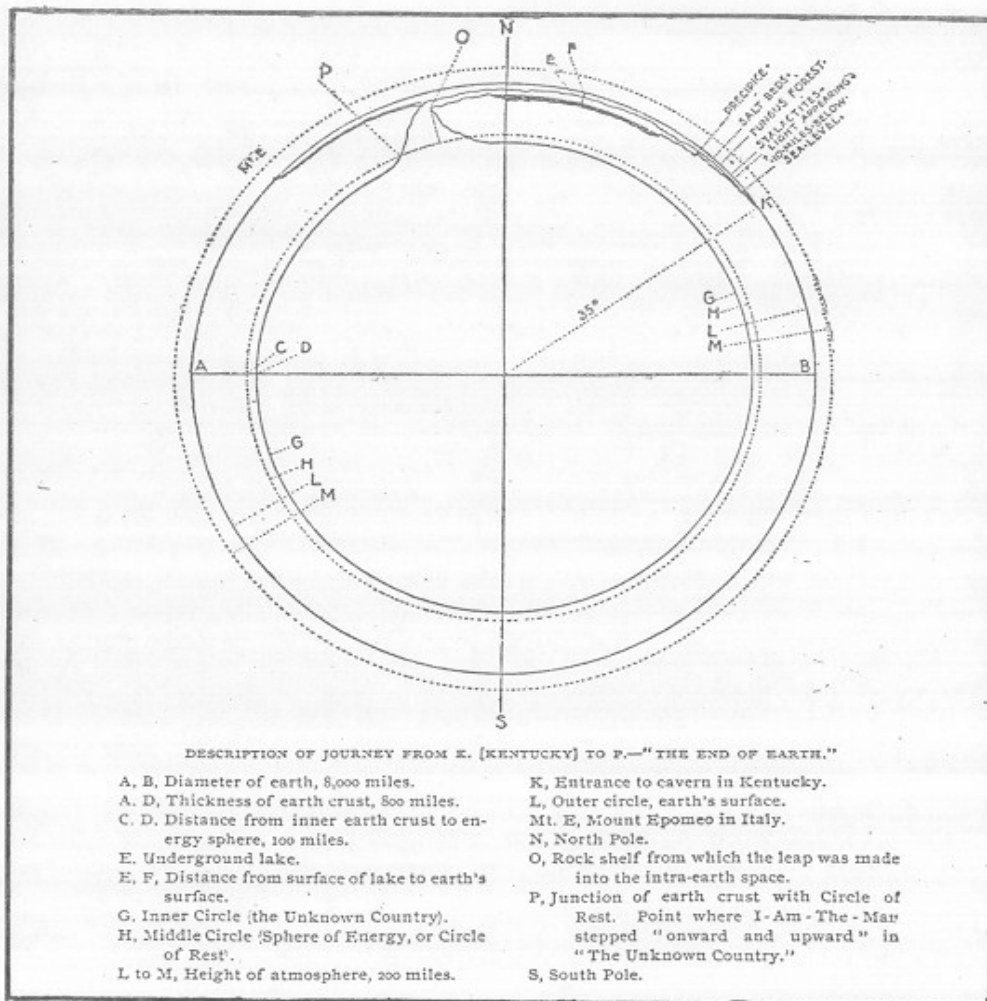 N
O
P
E
F
PRECIPICE
SALT BEDS.
FUNGUS FOREST.
STELECTITES
LIGHT APPEARING
10-MILES-BELOW-
SEA-LEVEL
MT E
K
35°
G
H
L
M
C D
A
B
G
H
L
M
S
DESCRIPTION OF JOURNEY FROM K. [KENTUCKY] TO P.—"THE END OF EARTH."
A, B, Diameter of earth, 8,000 miles.
A. D, Thickness of earth crust, 800 miles.
C. D, Distance from inner earth crust to en-
ergy sphere, 100 miles.
E. Underground lake.
E, F, Distance from surface of lake to earth's
surface.
G. Inner Circle (the Unknown Country).
H, Middle Circle (Sphere of Energy, or Circle
of Rest).
L to M, Height of atmosphere, 200 miles.
K, Entrance to cavern in Kentucky.
L, Outer circle, earth's surface.
Mt. E, Mount Epomeo in Italy.
N, North Pole.
O, Rock shelf from which the leap was made
into the intra-earth space.
P, Junction of earth crust with Circle of
Rest. Point where I-Am-The-Man
stepped "onward and upward" in
"The Unknown Country."
S, South Pole.